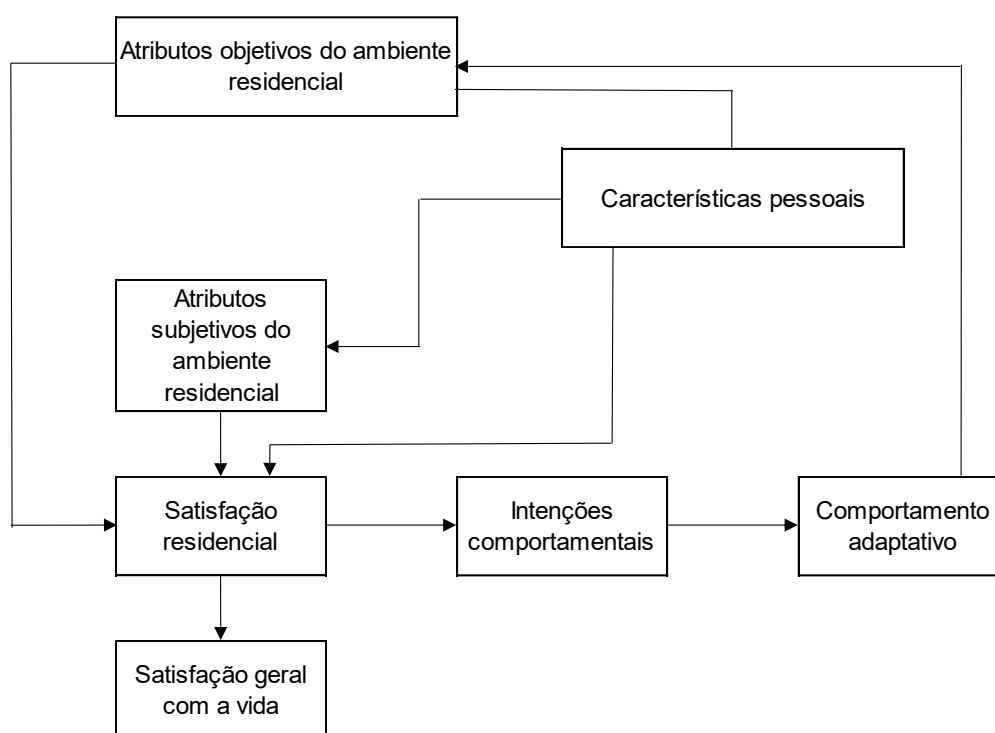 Atributos objetivos do ambiente
residencial
Características pessoais
Atributos
subjetivos do
ambiente
residencial
Satisfação
residencial
Intenções
comportamentais
Comportamento
adaptativo
Satisfação geral
com a vida